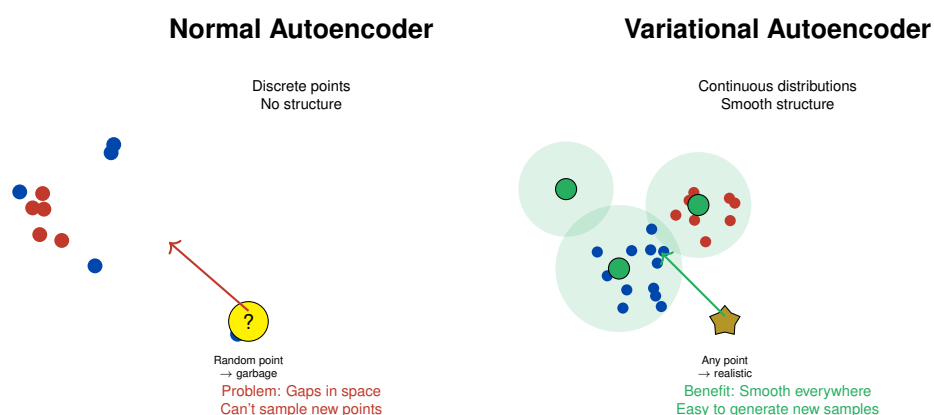 Normal Autoencoder
Discrete points
No structure
?
Random point
→ garbage
Problem: Gaps in space
Can't sample new points
Variational Autoencoder
Continuous distributions
Smooth structure
Any point
→ realistic
Benefit: Smooth everywhere
Easy to generate new samples